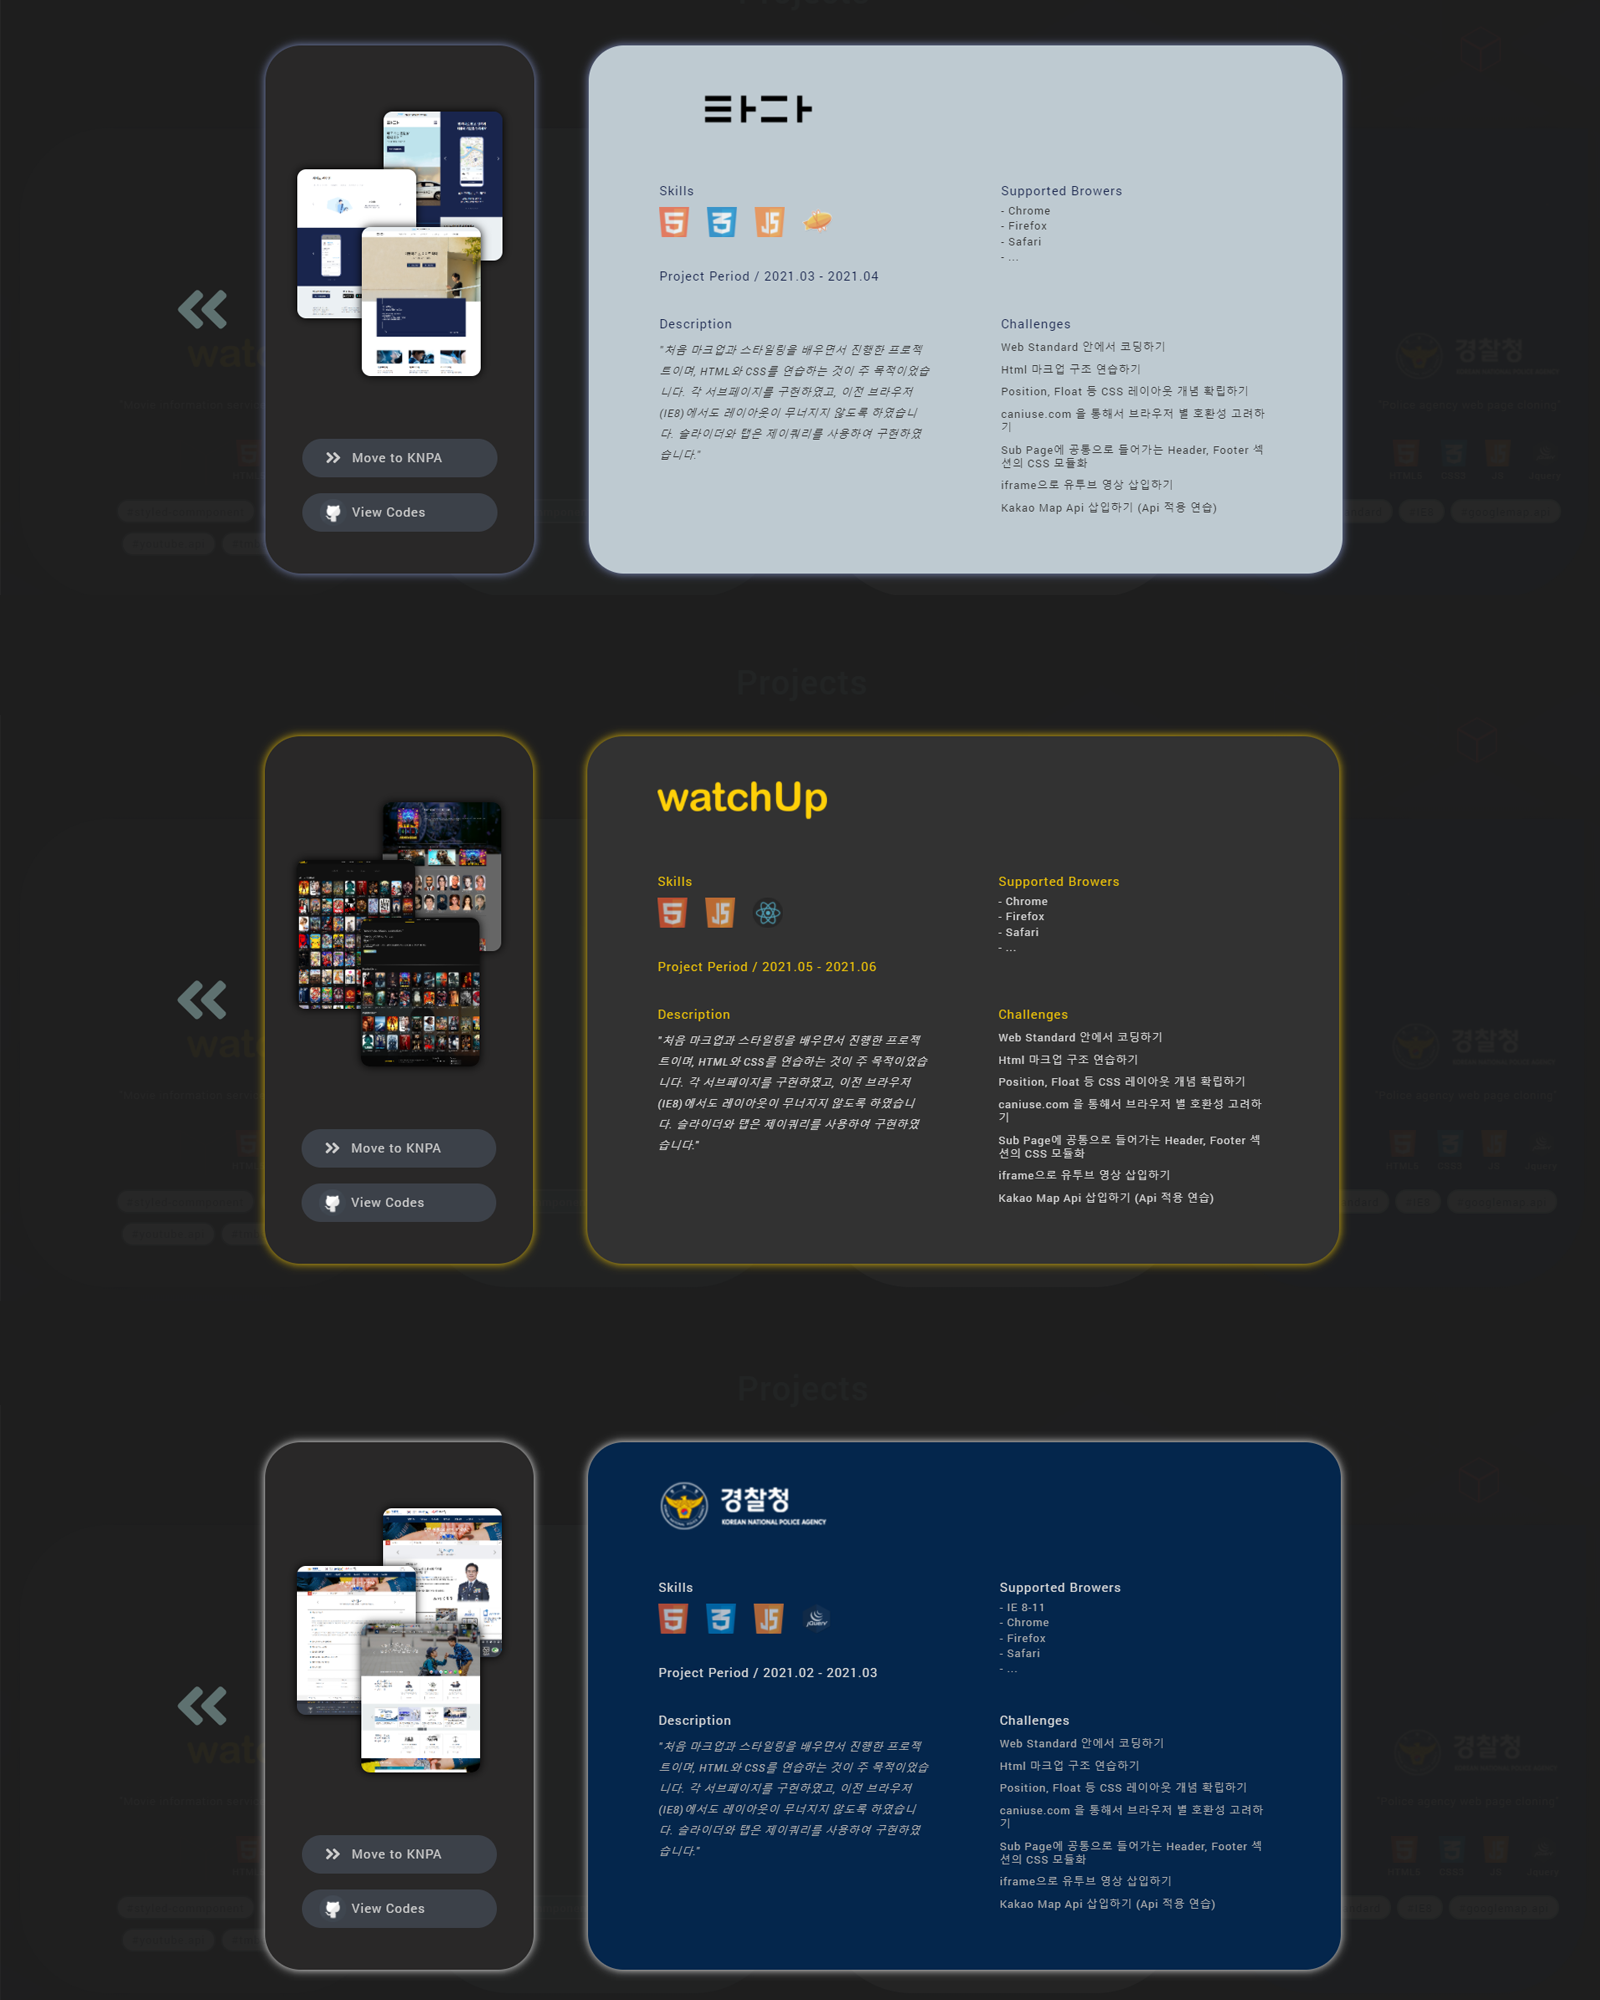 타다
Skills
Supported Browers
- Chrome
- Firefox
- Safari
- ...
Project Period / 2021.03 - 2021.04
Description
"처음 마크업과 스타일링을 배우면서 진행한 프로젝
트이며, HTML와 CSS를 연습하는 것이 주 목적이었습
니다. 각 서브페이지를 구현하였고, 이전 브라우저
(IE8)에서도 레이아웃이 무너지지 않도록 하였습니
다. 슬라이더와 탭은 제이쿼리를 사용하여 구현하였
습니다."
Challenges
Web Standard 안에서 코딩하기
Html 마크업 구조 연습하기
Position, Float 등 CSS 레이아웃 개념 확립하기
caniuse.com 을 통해서 브라우저 별 호환성 고려하
기
Sub Page에 공통으로 들어가는 Header, Footer 섹
션의 CSS 모듈화
iframe으로 유투브 영상 삽입하기
Kakao Map Api 삽입하기 (Api 적용 연습)
Move to KNPA
View Codes
경찰청
Projects
watchUp
Skills
Supported Browers
- Chrome
- Firefox
- Safari
- ...
Project Period / 2021.05 - 2021.06
Description
"처음 마크업과 스타일링을 배우면서 진행한 프로젝
트이며, HTML와 CSS를 연습하는 것이 주 목적이었습
니다. 각 서브페이지를 구현하였고, 이전 브라우저
(IE8)에서도 레이아웃이 무너지지 않도록 하였습니
다. 슬라이더와 탭은 제이쿼리를 사용하여 구현하였
습니다."
Challenges
Web Standard 안에서 코딩하기
Html 마크업 구조 연습하기
Position, Float 등 CSS 레이아웃 개념 확립하기
caniuse.com 을 통해서 브라우저 별 호환성 고려하
기
Sub Page에 공통으로 들어가는 Header, Footer 섹
션의 CSS 모듈화
iframe으로 유투브 영상 삽입하기
Kakao Map Api 삽입하기 (Api 적용 연습)
Move to KNPA
View Codes
경찰청
Projects
경찰청
KOREAN NATIONAL POLICE AGENCY
Skills
Supported Browers
- IE 8-11
- Chrome
- Firefox
- Safari
- ...
Project Period / 2021.02 - 2021.03
Description
"처음 마크업과 스타일링을 배우면서 진행한 프로젝
트이며, HTML와 CSS를 연습하는 것이 주 목적이었습
니다. 각 서브페이지를 구현하였고, 이전 브라우저
(IE8)에서도 레이아웃이 무너지지 않도록 하였습니
다. 슬라이더와 탭은 제이쿼리를 사용하여 구현하였
습니다."
Challenges
Web Standard 안에서 코딩하기
Html 마크업 구조 연습하기
Position, Float 등 CSS 레이아웃 개념 확립하기
caniuse.com 을 통해서 브라우저 별 호환성 고려하
기
Sub Page에 공통으로 들어가는 Header, Footer 섹
션의 CSS 모듈화
iframe으로 유투브 영상 삽입하기
Kakao Map Api 삽입하기 (Api 적용 연습)
Move to KNPA
View Codes
경찰청